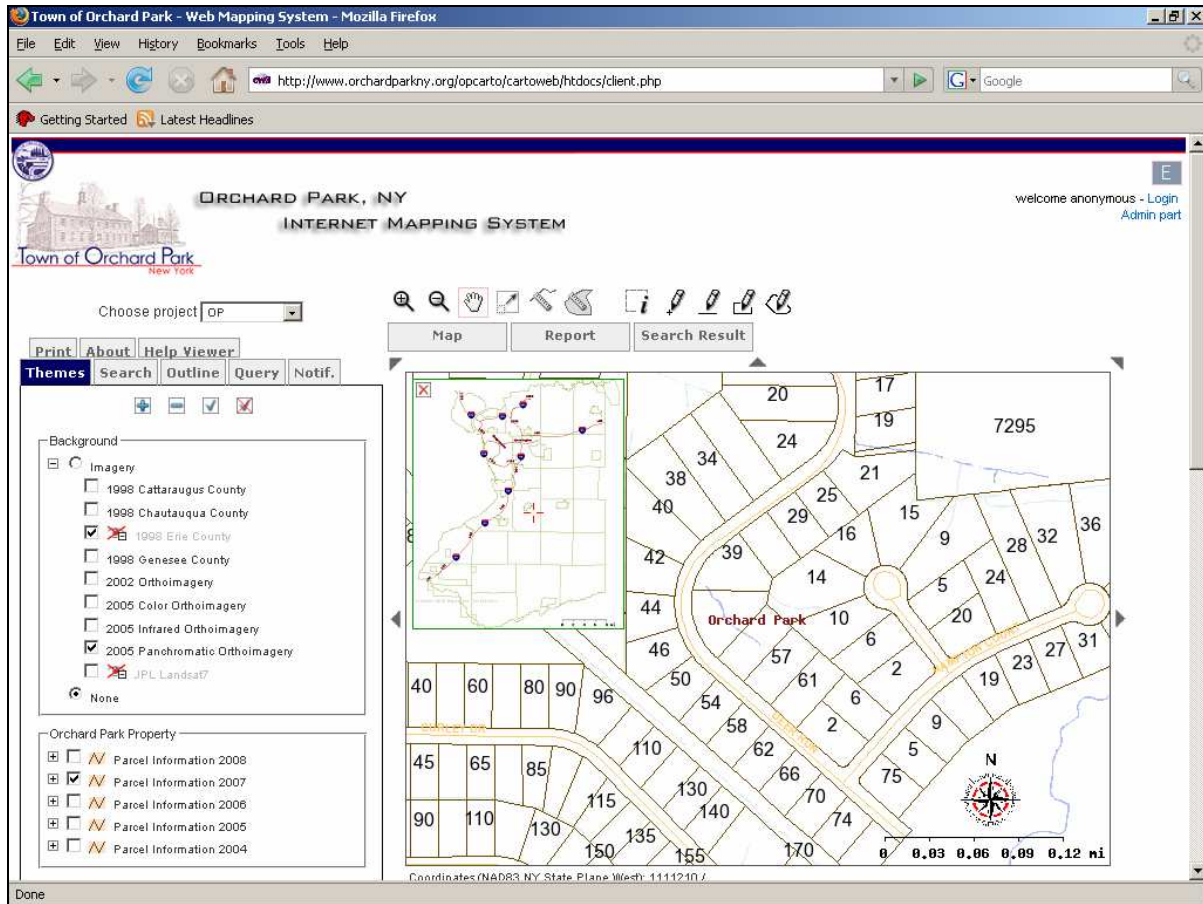 Town of Orchard Park - Web Mapping System - Mozilla Firefox
File Edit View History Bookmarks Tools Help
http://www.orchardparkny.org/opcarto/cartoweb/htdocs/client.php
G Google
Getting Started Latest Headlines
E
welcome anonymous - Login
Admin part
ORCHARD PARK, NY
INTERNET MAPPING SYSTEM
Town of Orchard Park
New York
Choose project OP
Print About Help Viewer
Themes Search Outline Query Notif.
Map Report Search Result
Background
Imagery
1998 Cattaraugus County
1998 Chautauqua County
1998 Erie County
1998 Genesee County
2002 Orthoimagery
2005 Color Orthoimagery
2005 Infrared Orthoimagery
2005 Panchromatic Orthoimagery
JPL Landsat7
None
Orchard Park Property
Parcel Information 2008
Parcel Information 2007
Parcel Information 2006
Parcel Information 2005
Parcel Information 2004
20
17
19
7295
24
34
38
40
21
25
29
15
16
9
28
32
36
42
39
14
5
24
44
Orchard Park
10
20
6
46
57
2
31
27
23
19
50
61
40
60
80
90
96
54
6
58
2
9
CURLEY DR
DEER RUN
HAMPTON COURT
62
5
110
66
75
45
65
85
130
70
N
115
140
74
90
110
130
135
150
155
170
0 0.03 0.06 0.09 0.12 mi
Coordinates (NAD83 NY State Plane West): 1111210 /
Done